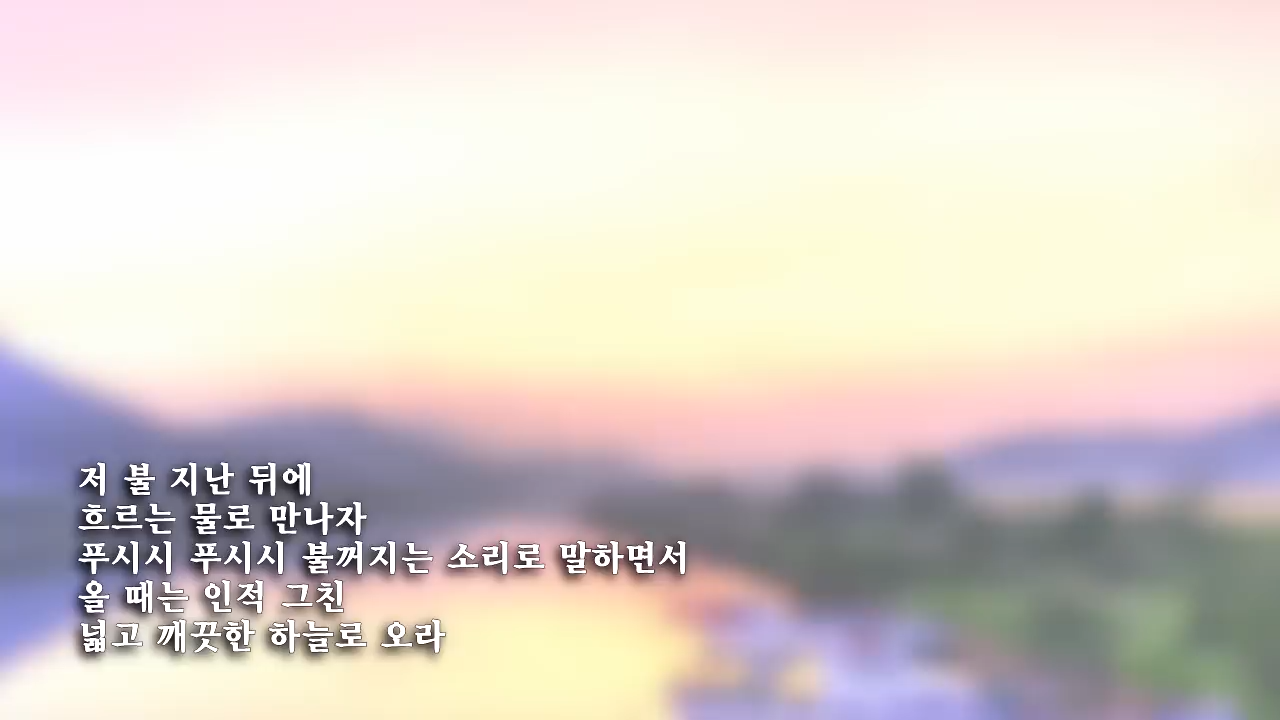 저 불 지난 뒤에
흐르는 물로 만나자
푸시시 푸시시 불꺼지는 소리로 말하면서
올 때는 인적 그친
넓고 깨끗한 하늘로 오라